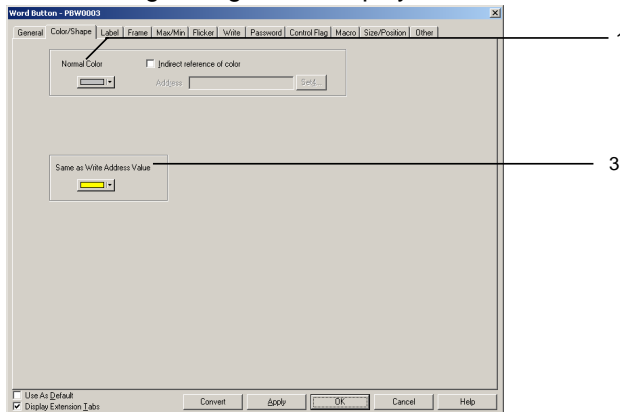 Word Button - PBW0003
General Color/Shape Label Frame Max/Min Flicker Write Password Control Flag Macro Size/Position Other
1
Normal Color
Indirect reference of color
Address
Set4...
Same as Write Address Value
3
Use As Default
Display Extension Tabs
Convert Apply OK Cancel Help